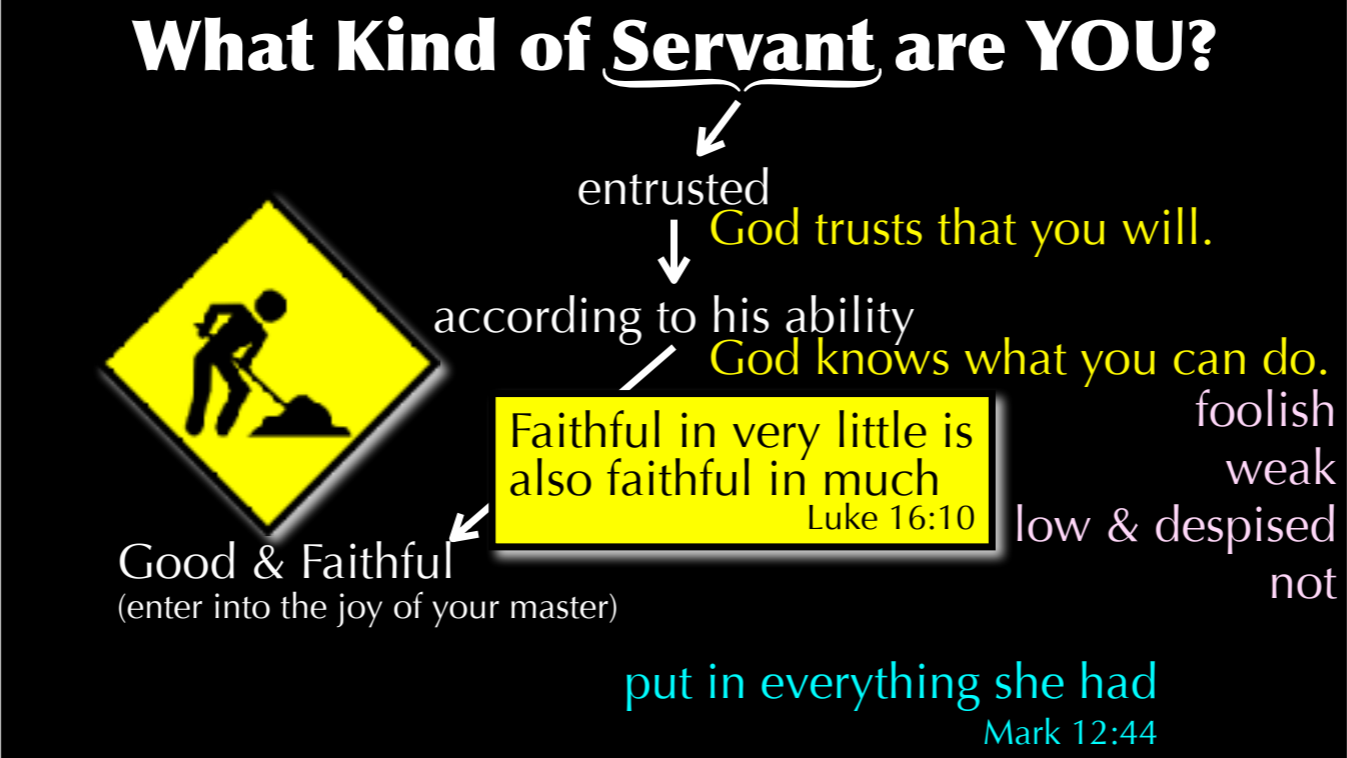 What Kind of Servant are YOU?
entrusted
God trusts that you will.
according to his ability
God knows what you can do.
foolish
weak
low & despised
not
Faithful in very little is
also faithful in much
Luke 16:10
Good & Faithful
(enter into the joy of your master)
put in everything she had
Mark 12:44